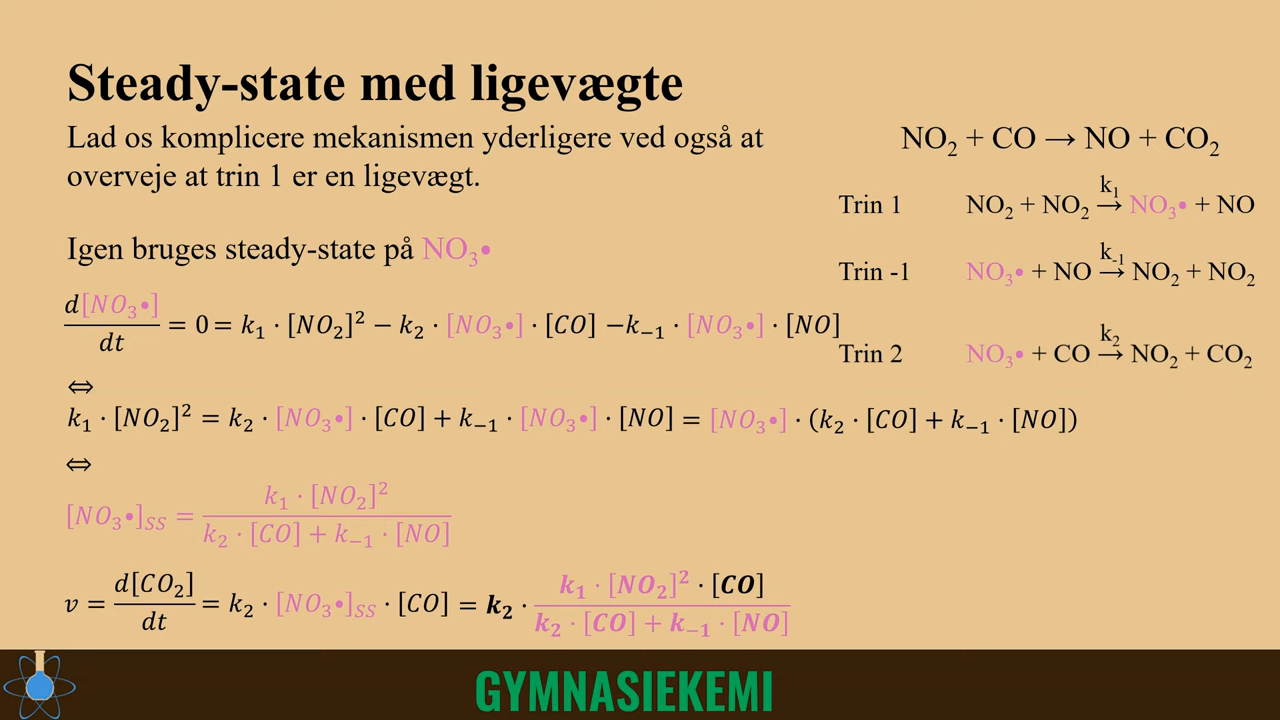 Steady-state med ligevægte
Lad os komplicere mekanismen yderligere ved også at
overveje at trin 1 er en ligevægt.
Igen bruges steady-state på NO₃•
d[NO₃•]/dt = 0 = k₁ · [NO₂]² − k₂ · [NO₃•] · [CO] −k₋₁ · [NO₃•] · [NO]
⇔
k₁ · [NO₂]² = k₂ · [NO₃•] · [CO] + k₋₁ · [NO₃•] · [NO] = [NO₃•] · (k₂ · [CO] + k₋₁ · [NO])
⇔
[NO₃•]SS = k₁ · [NO₂]² / k₂ · [CO] + k₋₁ · [NO]
v = d[CO₂]/dt = k₂ · [NO₃•]SS · [CO] = k₂ · k₁ · [NO₂]² · [CO] / k₂ · [CO] + k₋₁ · [NO]
NO₂ + CO → NO + CO₂
Trin 1 NO₂ + NO₂ →k₁ NO₃• + NO
Trin -1 NO₃• + NO →k₋₁ NO₂ + NO₂
Trin 2 NO₃• + CO →k₂ NO₂ + CO₂
GYMNASIEKEMI